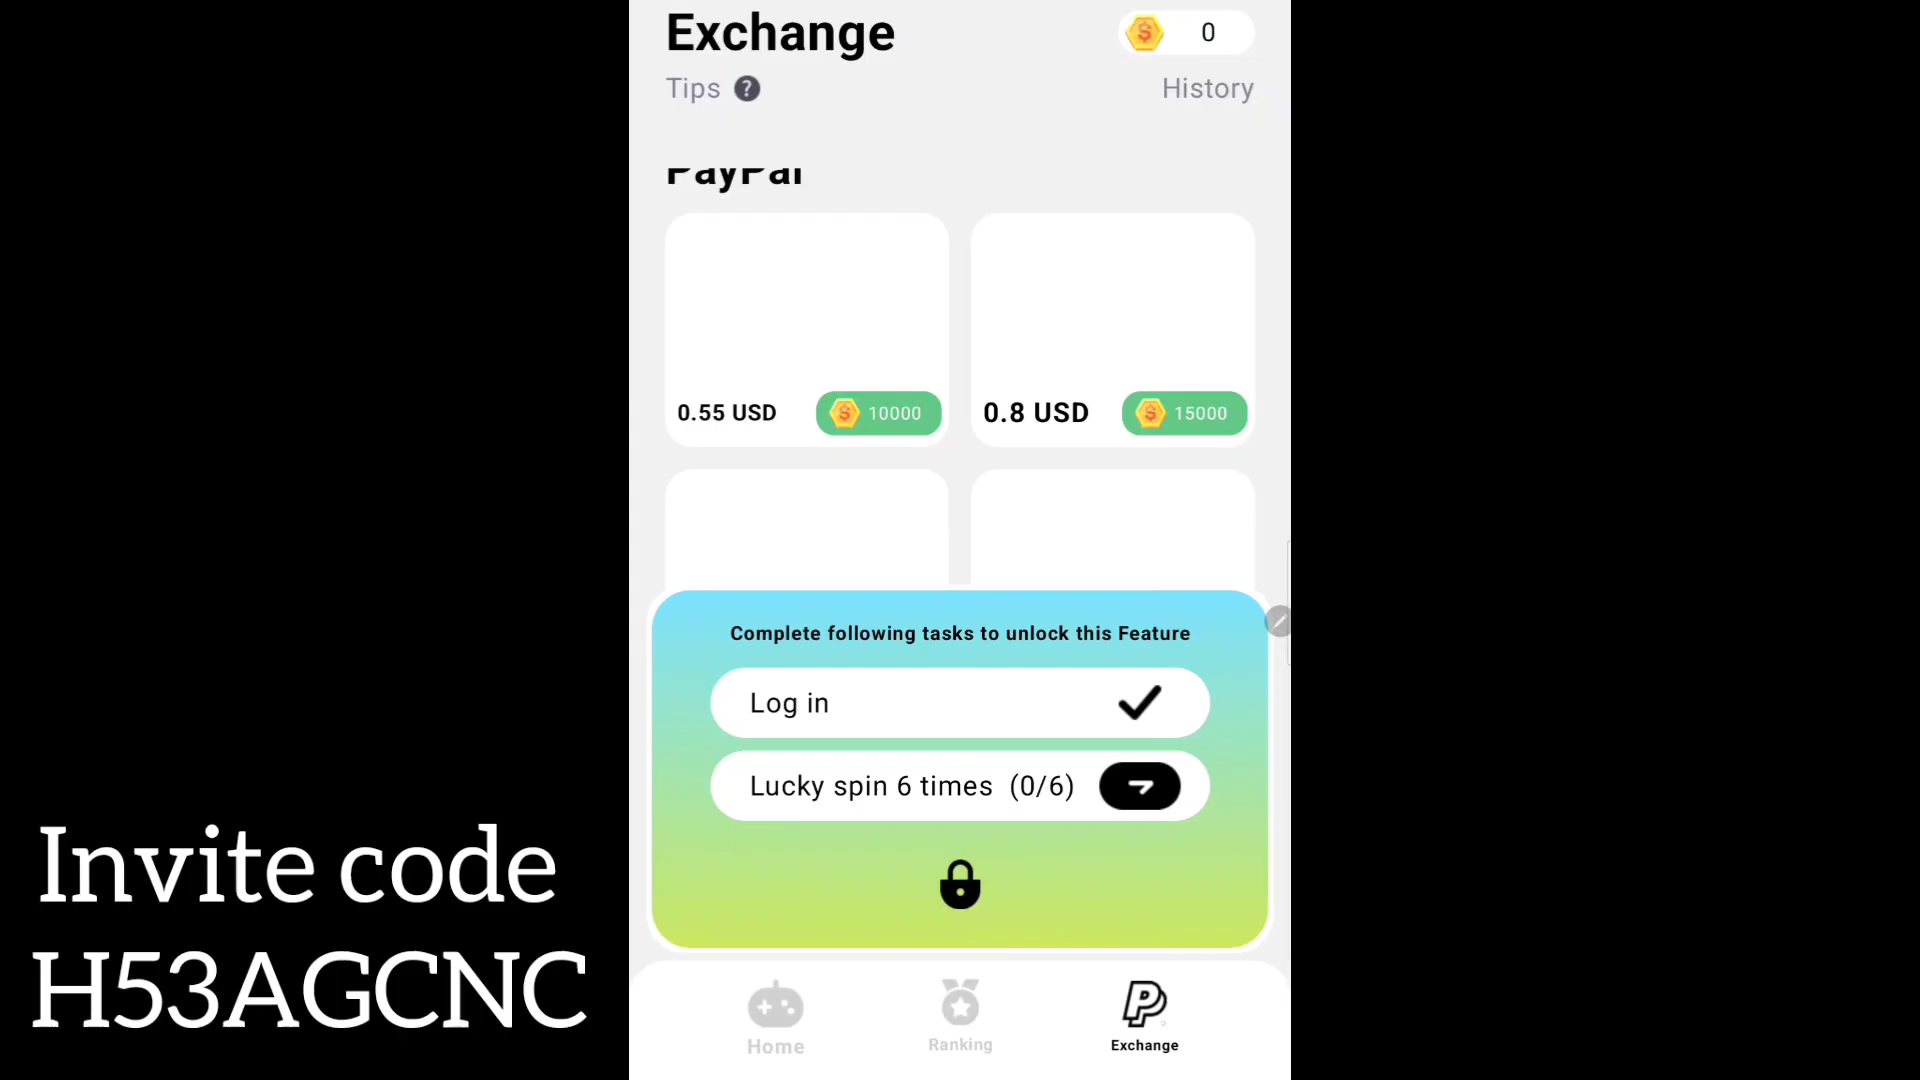 Exchange
0
Tips ?
History
PayPal
0.55 USD
10000
0.8 USD
15000
Complete following tasks to unlock this Feature
Log in
Lucky spin 6 times (0/6)
Invite code
H53AGCNC
Home
Ranking
Exchange